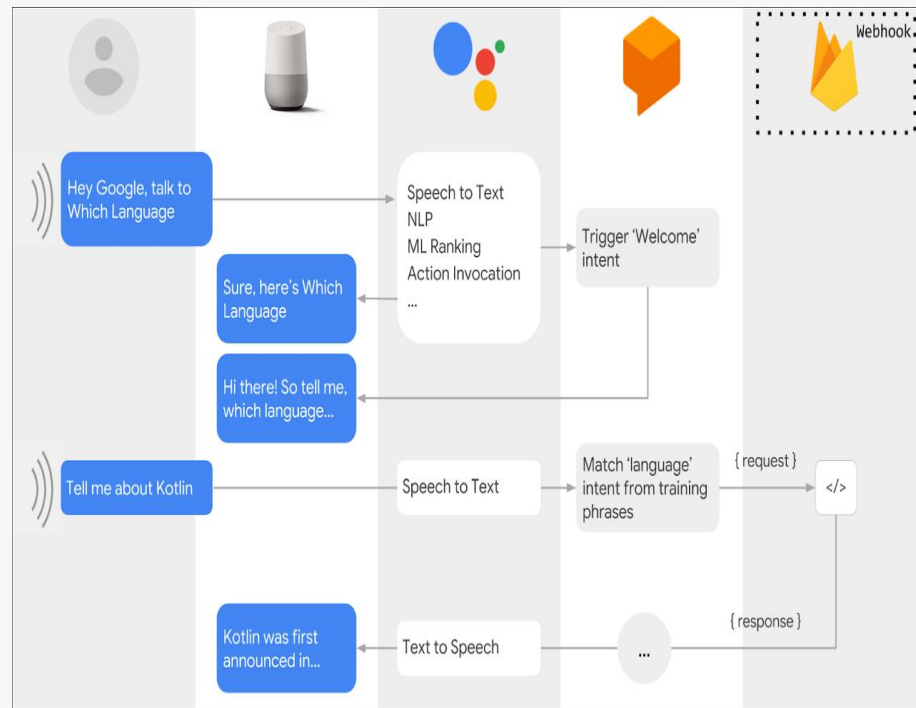 Webhook
Hey Google, talk to
Which Language
Speech to Text
NLP
ML Ranking
Action Invocation
...
Trigger ‘Welcome’
intent
Sure, here’s Which
Language
Hi there! So tell me,
which language...
Tell me about Kotlin
Speech to Text
Match ‘language’
intent from training
phrases
{ request }
</>
Kotlin was first
announced in...
Text to Speech
...
{ response }